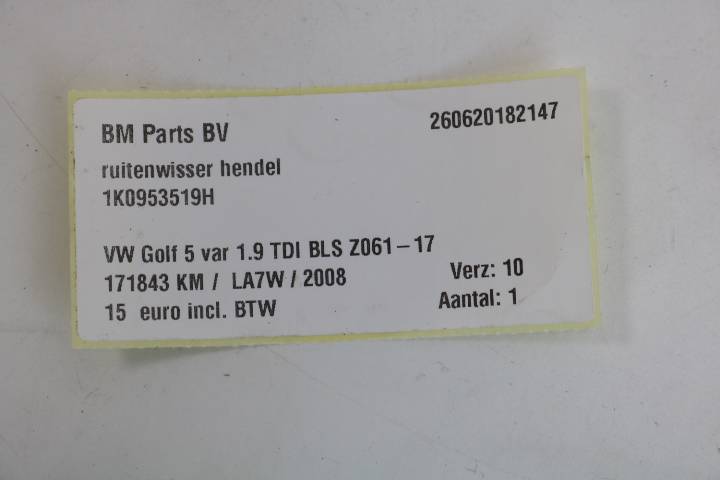 BM Parts BV 260620182147
ruitenwisser hendel
1K0953519H
VW Golf 5 var 1.9 TDI BLS Z061-17
171843 KM / LA7W / 2008 Verz: 10
15 euro incl. BTW Aantal: 1